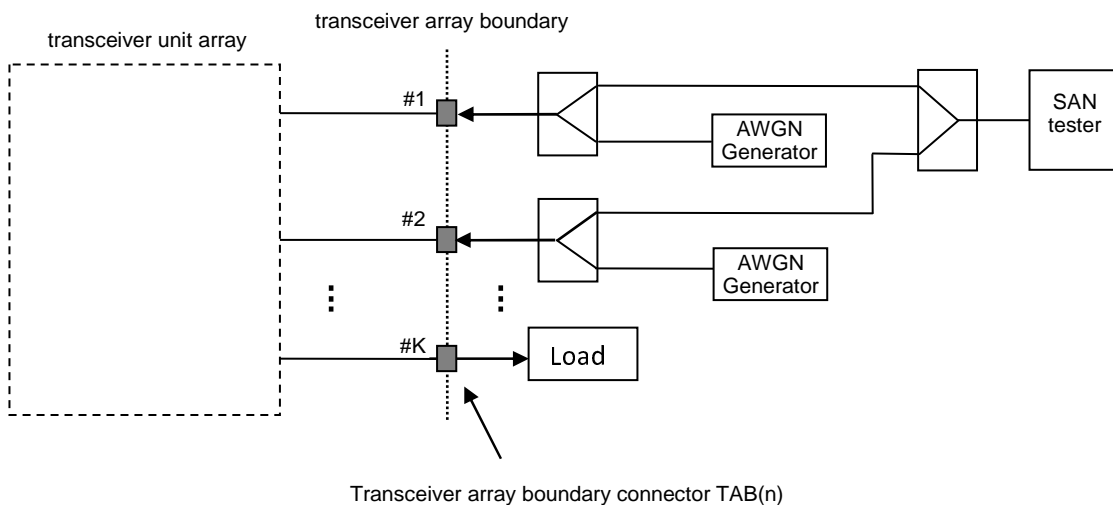 transceiver array boundary
transceiver unit array
#1
SAN
tester
AWGN
Generator
#2
AWGN
Generator
#K
Load
Transceiver array boundary connector TAB(n)